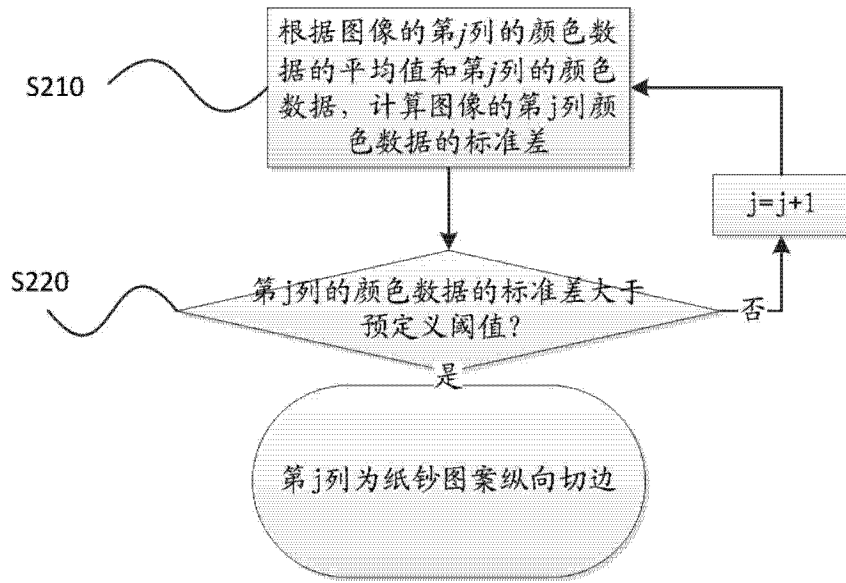 根据图像的第j列的颜色数
据的平均值和第j列的颜色
数据，计算图像的第j列颜
色数据的标准差
S210
j=j+1
S220
第j列的颜色数据的标准差大于
预定义阈值？
否
是
第j列为纸钞图案纵向切边